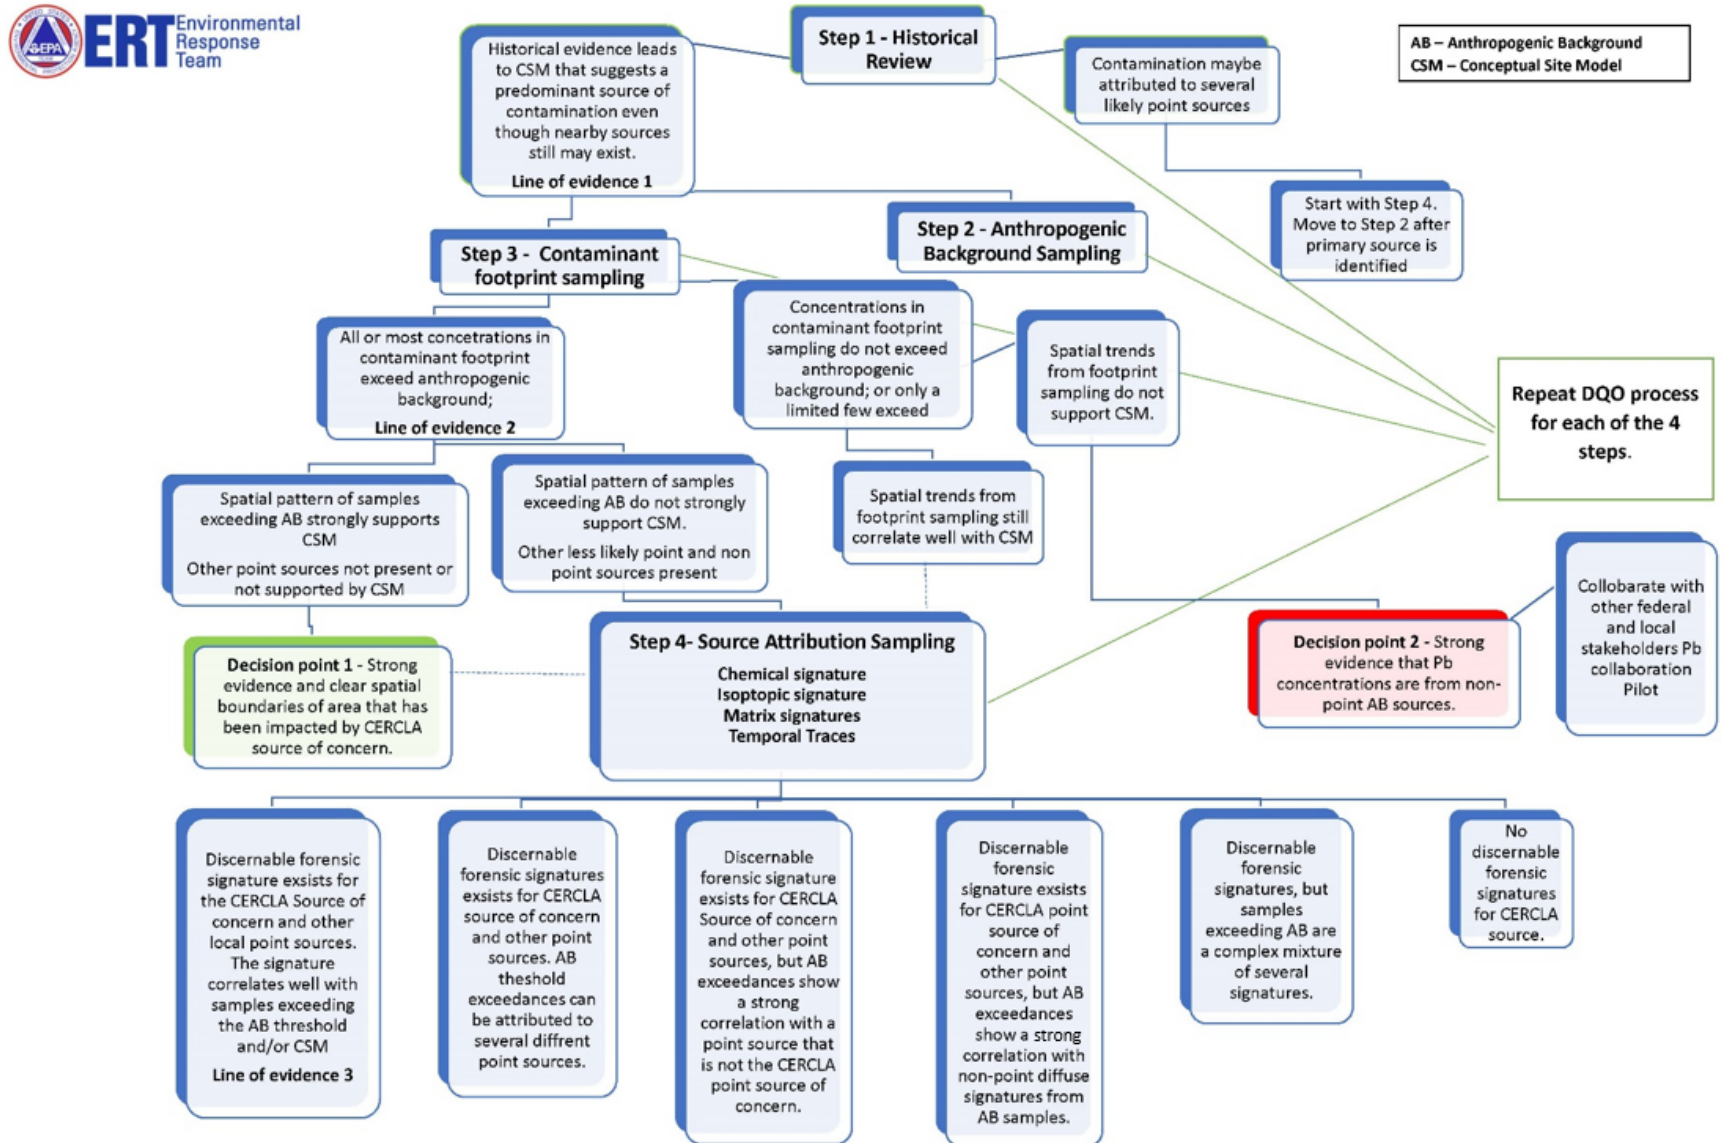 ERT Environmental
Response
Team
EPA
Step 1 - Historical
Review
AB – Anthropogenic Background
CSM – Conceptual Site Model
Historical evidence leads
to CSM that suggests a
predominant source of
contamination even
though nearby sources
still may exist.
Line of evidence 1
Contamination maybe
attributed to several
likely point sources
Start with Step 4.
Move to Step 2 after
primary source is
identified
Step 2 - Anthropogenic
Background Sampling
Step 3 - Contaminant
footprint sampling
All or most concetrations in
contaminant footprint
exceed anthropogenic
background;
Line of evidence 2
Concentrations in
contaminant footprint
sampling do not exceed
anthropogenic
background; or only a
limited few exceed
Spatial trends
from footprint
sampling do not
support CSM.
Repeat DQO process
for each of the 4
steps.
Spatial pattern of samples
exceeding AB strongly supports
CSM
Other point sources not present or
not supported by CSM
Spatial pattern of samples
exceeding AB do not strongly
support CSM.
Other less likely point and non
point sources present
Spatial trends from
footprint sampling still
correlate well with CSM
Collobarate with
other federal
and local
stakeholders Pb
collaboration
Pilot
Decision point 1 - Strong
evidence and clear spatial
boundaries of area that has
been impacted by CERCLA
source of concern.
Step 4- Source Attribution Sampling
Chemical signature
Isoptopic signature
Matrix signatures
Temporal Traces
Decision point 2 - Strong
evidence that Pb
concentrations are from non-
point AB sources.
Discernable forensic
signature exsists for
the CERCLA Source of
concern and other
local point sources.
The signature
correlates well with
samples exceeding
the AB threshold
and/or CSM
Line of evidence 3
Discernable
forensic signatures
exsists for CERCLA
source of concern
and other point
sources. AB
theshold
exceedances can
be attributed to
several diffrent
point sources.
Discernable
forensic signature
exsists for CERCLA
Source of concern
and other point
sources, but AB
exceedances show
a strong
correlation with a
point source that
is not the CERCLA
point source of
concern.
Discernable
forensic
signature exsists
for CERCLA point
source of
concern and
other point
sources, but AB
exceedances
show a strong
correlation with
non-point diffuse
signatures from
AB samples.
Discernable
forensic
signatures, but
samples
exceeding AB are
a complex mixture
of several
signatures.
No
discernable
forensic
signatures
for CERCLA
source.